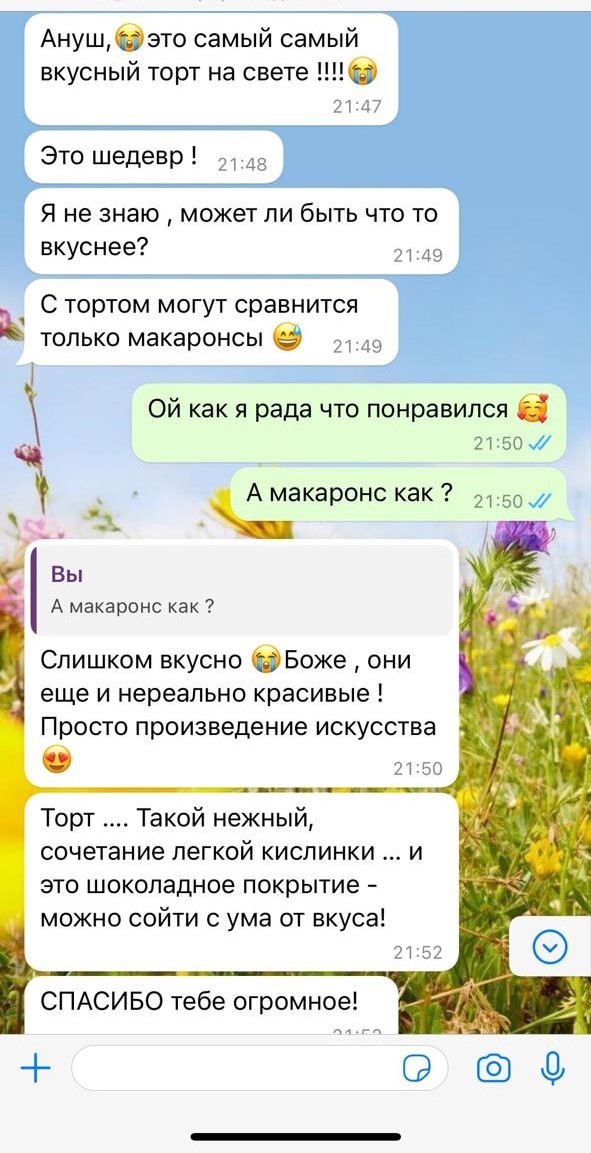 Ануш,😭это самый самый
вкусный торт на свете !!!!😭
21:47
Это шедевр ! 21:48
Я не знаю , может ли быть что то
вкуснее?
21:49
С тортом могут сравнится
только макаронсы 😅 21:49
Ой как я рада что понравился 🥰
21:50
А макаронс как ? 21:50
Вы
А макаронс как ?
Слишком вкусно 😭Боже , они
еще и нереально красивые !
Просто произведение искусства
😍
21:50
Торт .... Такой нежный,
сочетание легкой кислинки ... и
это шоколадное покрытие -
можно сойти с ума от вкуса!
21:52
СПАСИБО тебе огромное!